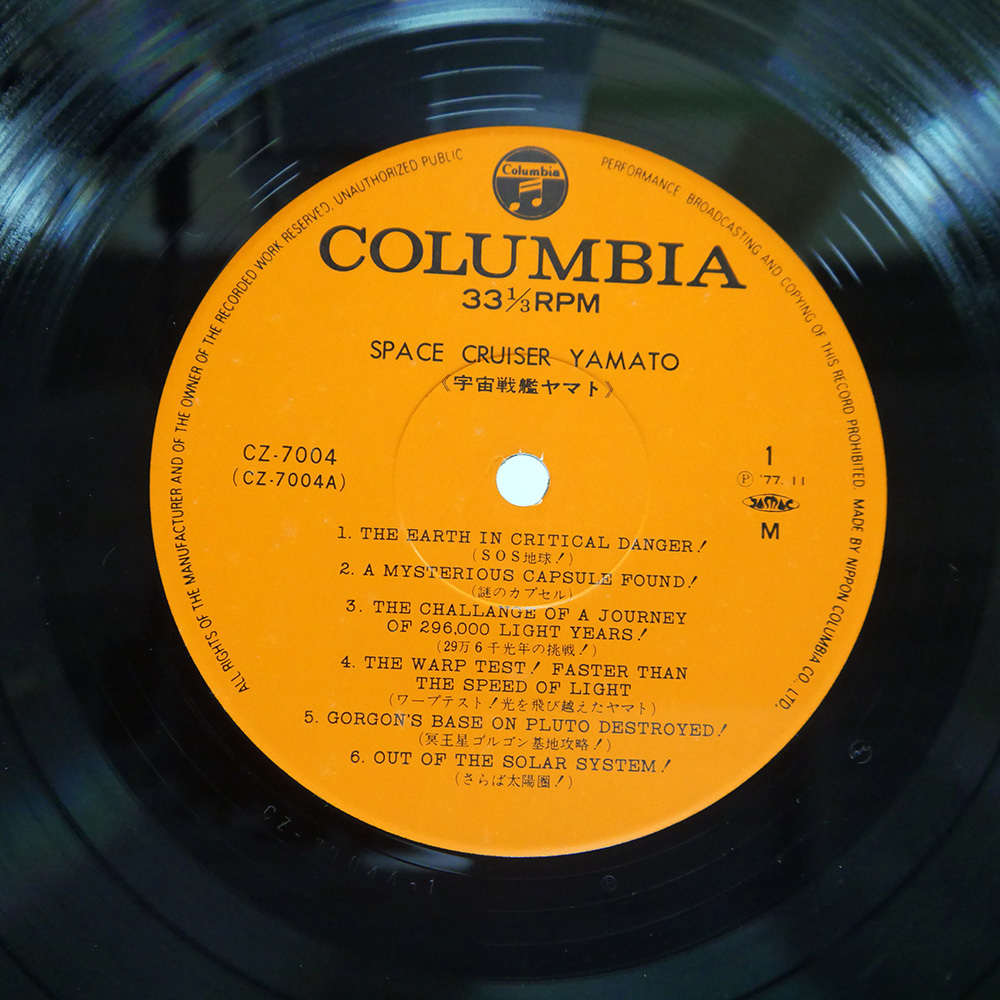 ALL RIGHTS OF THE MANUFACTURER AND OF THE OWNER OF THE RECORDED WORK RESERVED, UNAUTHORIZED PUBLIC PERFORMANCE BROADCASTING AND COPYING OF THIS RECORD PROHIBITED. MADE BY NIPPON COLUMBIA CO. LTD.
Columbia
COLUMBIA
33 1/3 RPM
SPACE CRUISER YAMATO
《宇宙戦艦ヤマト》
CZ-7004
(CZ-7004A)
1
Ⓟ '77. 11
JASRAC
M
1. THE EARTH IN CRITICAL DANGER!
(SOS地球!)
2. A MYSTERIOUS CAPSULE FOUND!
(謎のカプセル)
3. THE CHALLANGE OF A JOURNEY
OF 296,000 LIGHT YEARS!
(29万6千光年の挑戦!)
4. THE WARP TEST! FASTER THAN
THE SPEED OF LIGHT
(ワープテスト!光を飛び越えたヤマト)
5. GORGON'S BASE ON PLUTO DESTROYED!
(冥王星ゴルゴン基地攻略!)
6. OUT OF THE SOLAR SYSTEM!
(さらば太陽圏!)